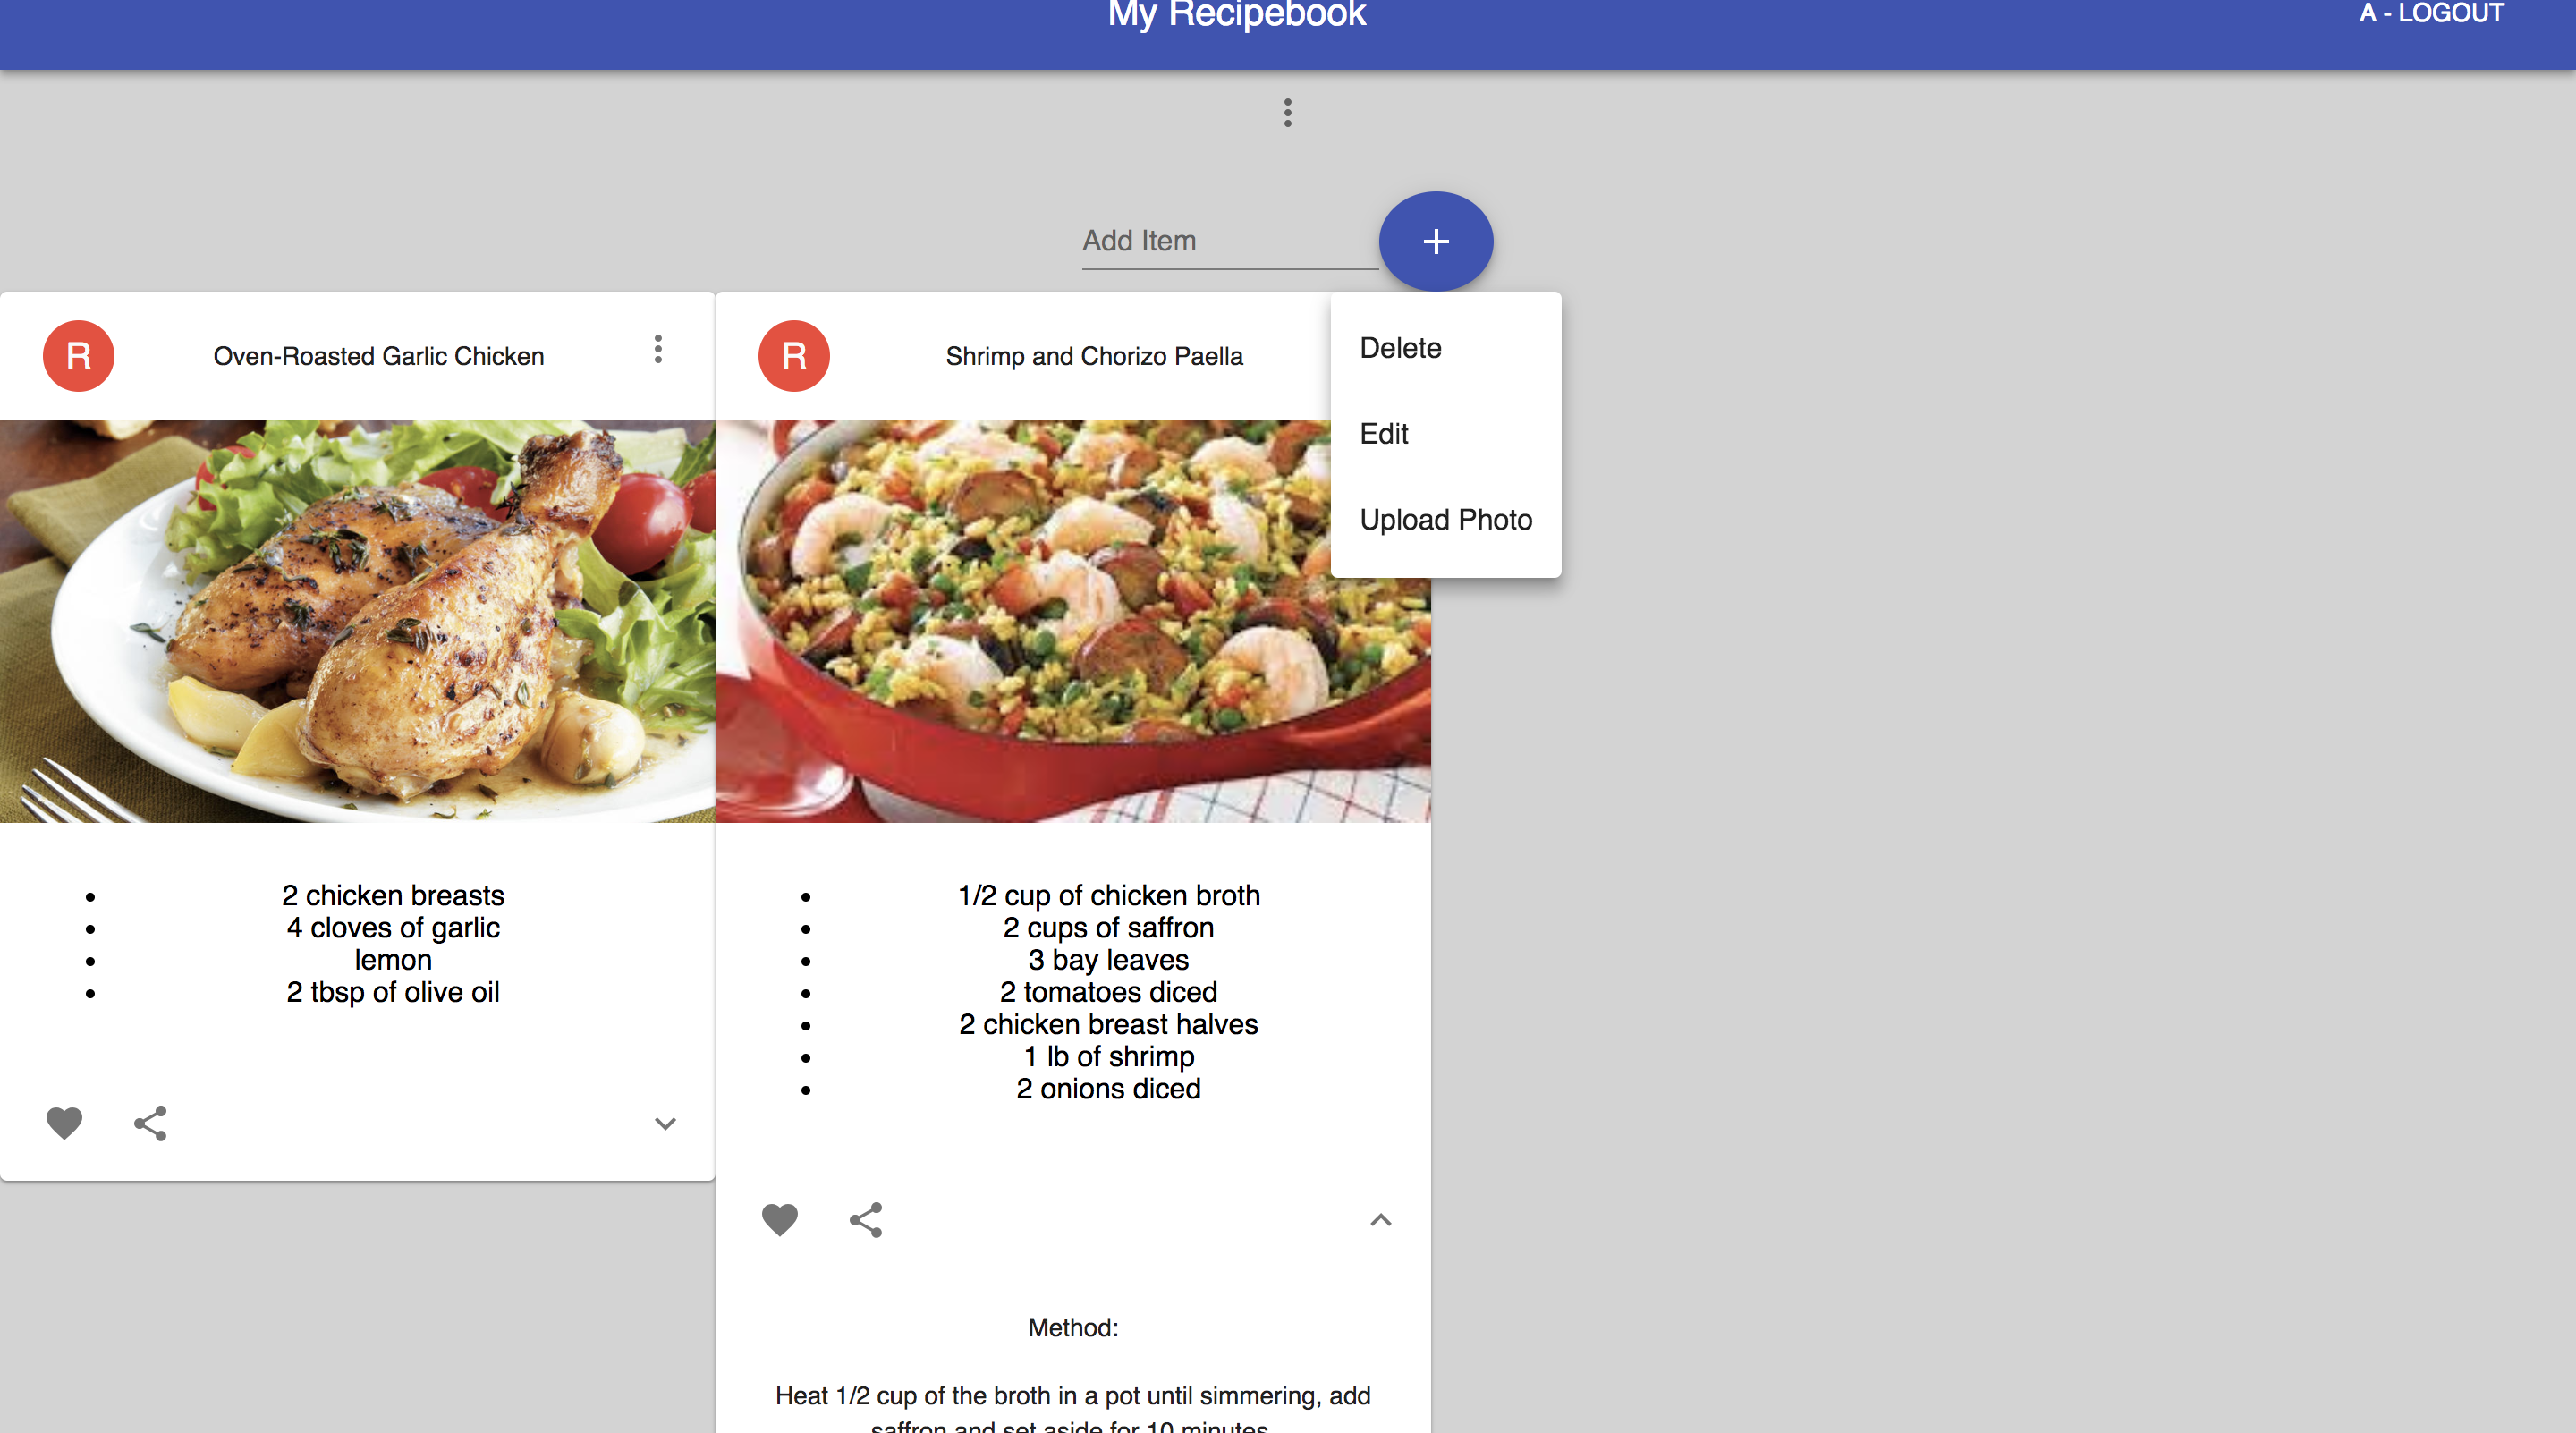 My Recipebook
A - LOGOUT
Add Item
R
Oven-Roasted Garlic Chicken
2 chicken breasts
4 cloves of garlic
lemon
2 tbsp of olive oil
R
Shrimp and Chorizo Paella
Delete
Edit
Upload Photo
1/2 cup of chicken broth
2 cups of saffron
3 bay leaves
2 tomatoes diced
2 chicken breast halves
1 lb of shrimp
2 onions diced
Method:
Heat 1/2 cup of the broth in a pot until simmering, add
saffron and set aside for 10 minutes.